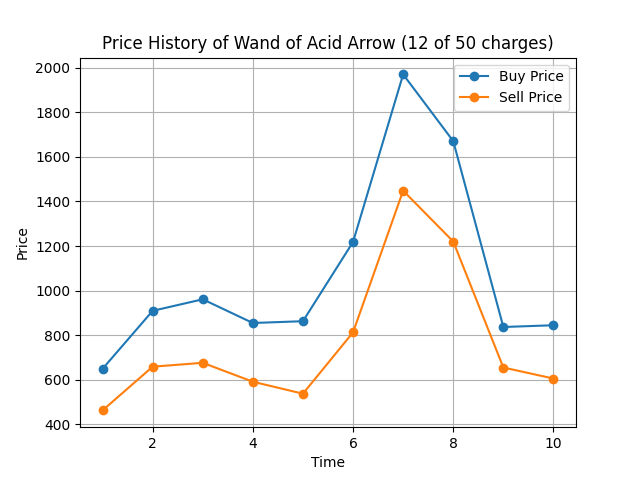 Price History of Wand of Acid Arrow (12 of 50 charges)
Buy Price
Sell Price
Price
2000
1800
1600
1400
1200
1000
800
600
400
2 4 6 8 10
Time